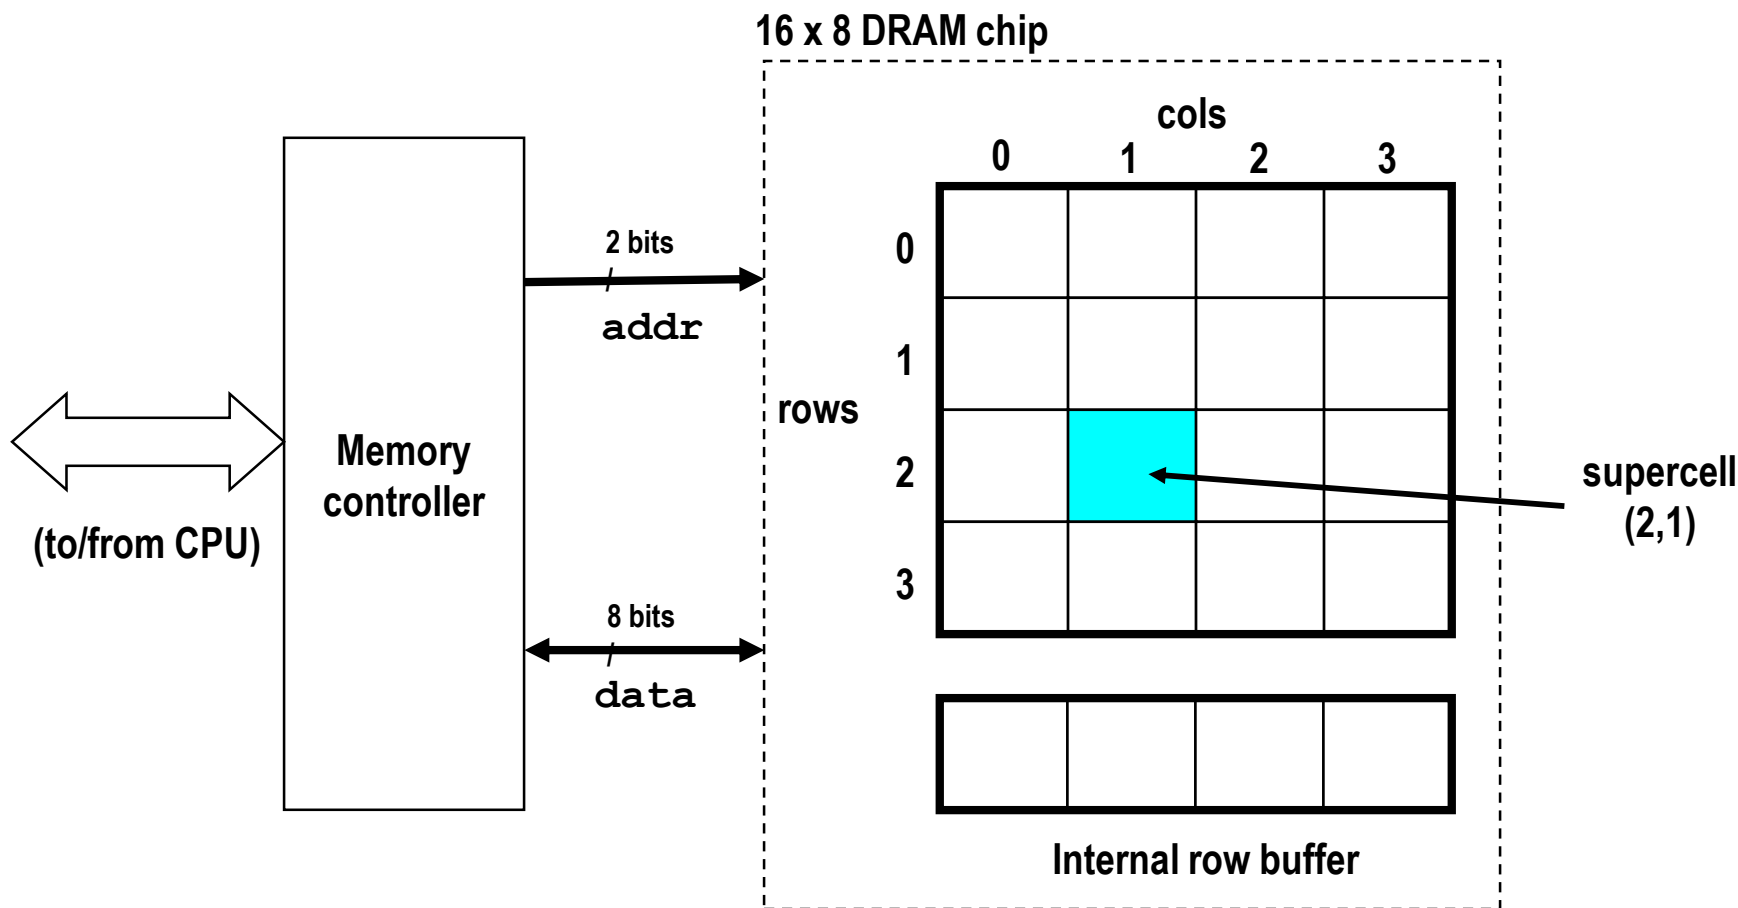 16 x 8 DRAM chip
cols
0 1 2 3
2 bits
addr
0
1
rows
2
3
Memory
controller
(to/from CPU)
supercell
(2,1)
8 bits
data
Internal row buffer